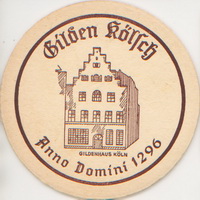 Gilden Kölsch
GILDENHAUS KÖLN
Anno Domini 1296